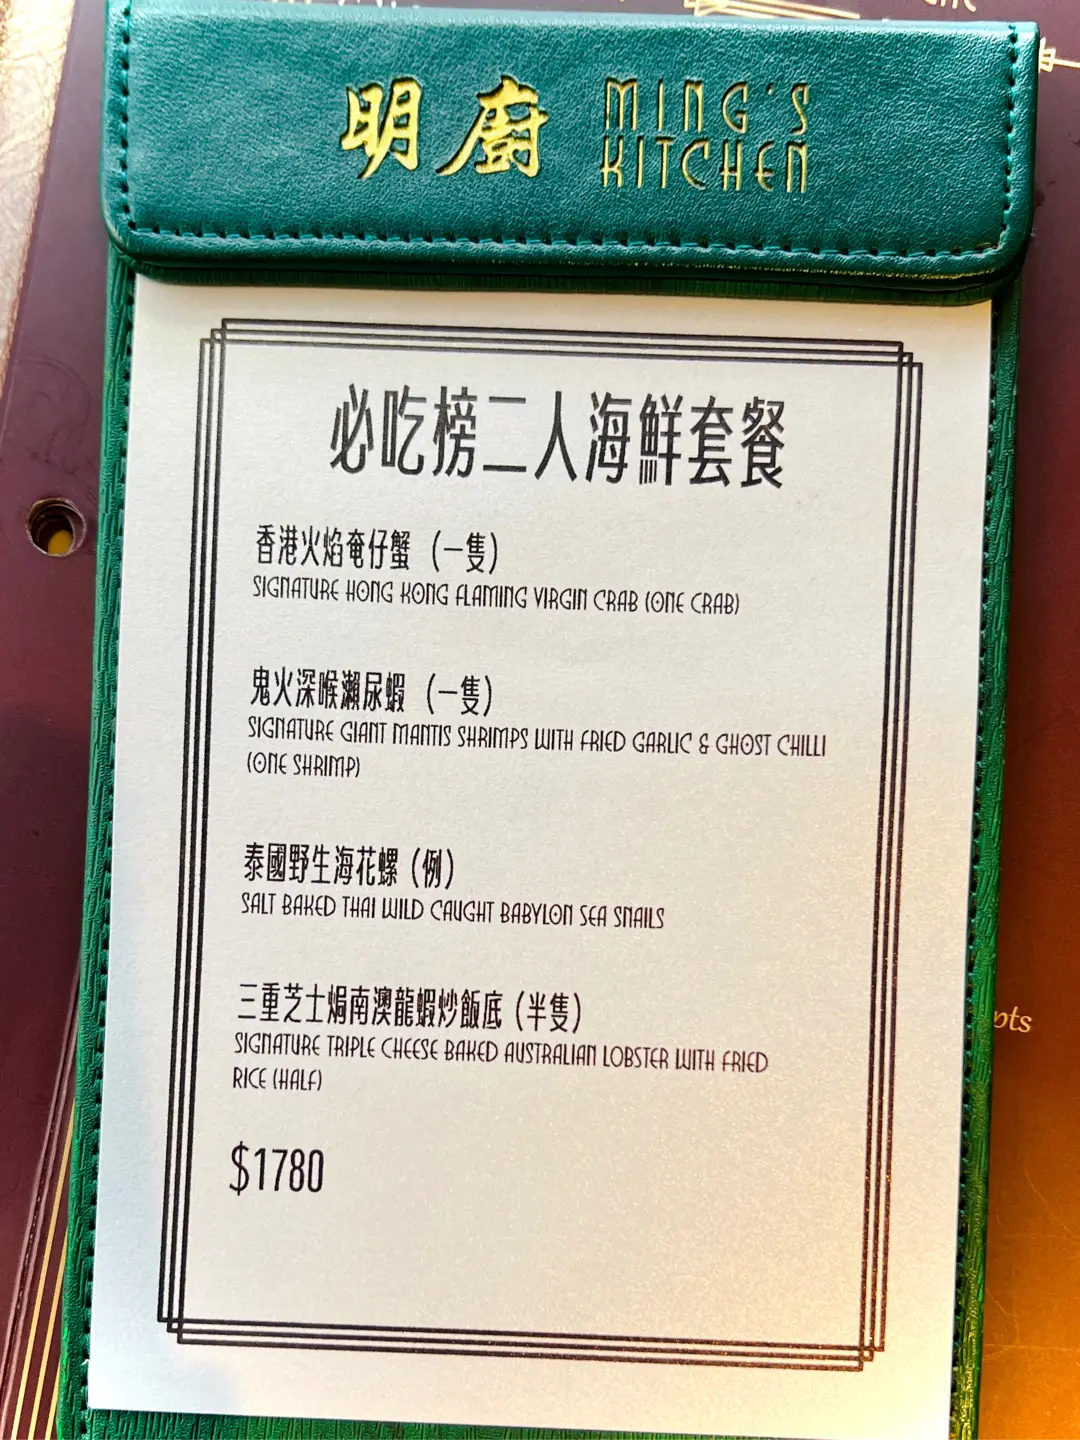 明廚
MING'S
KITCHEN
必吃榜二人海鮮套餐
香港火焰奄仔蟹 (一隻)
SIGNATURE HONG KONG FLAMING VIRGIN CRAB (ONE CRAB)
鬼火深喉瀨尿蝦 (一隻)
SIGNATURE GIANT MANTIS SHRIMPS WITH FRIED GARLIC & GHOST CHILLI
(ONE SHRIMP)
泰國野生海花螺 (例)
SALT BAKED THAI WILD CAUGHT BABYLON SEA SNAILS
三重芝士焗南澳龍蝦炒飯底 (半隻)
SIGNATURE TRIPLE CHEESE BAKED AUSTRALIAN LOBSTER WITH FRIED
RICE (HALF)
$1780